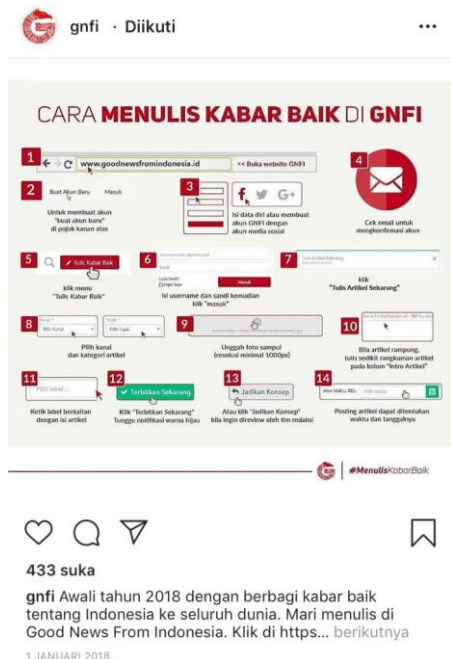 gnfi · Diikuti
CARA MENULIS KABAR BAIK DI GNFI
1
www.goodnewsfromindonesia.id
<< Buka website GNFI
2
Buat Akun Baru Masuk
Untuk membuat akun
"buat akun baru"
di pojok kanan atas
3
G+
Isi data diri atau membuat
akun GNFI dengan
akun media sosial
4
Cek email untuk
mengkonfirmasi akun
5
Tulis Kabar Baik
klik menu
"Tulis Kabar Baik"
6
Masuk
Isi username dan sandi kemudian
klik "masuk"
7
Tulis Artikel Sekarang
klik
"Tulis Artikel Sekarang"
8
Pilih Kanal
Pilih Topik
Pilih kanal
dan kategori artikel
9
Unggah foto sampul
(resolusi minimal 1000px)
10
Bila artikel rampung,
tulis sedikit rangkuman artikel
pada kolom "Intro Artikel"
11
Pilih label ...
Ketik label berkaitan
dengan isi artikel
12
Terbitkan Sekarang
Klik "Terbitkan Sekarang"
Tunggu notifikasi warna hijau
13
Jadikan Konsep
Atau klik "Jadikan Konsep"
bila ingin direview oleh tim redaksi
14
Atur Waktu Rilis
Posting artikel dapat ditentukan
waktu dan tanggalnya
#MenulisKabarBaik
433 suka
gnfi Awali tahun 2018 dengan berbagi kabar baik
tentang Indonesia ke seluruh dunia. Mari menulis di
Good News From Indonesia. Klik di https... berikutnya
1 JANUARI 2018